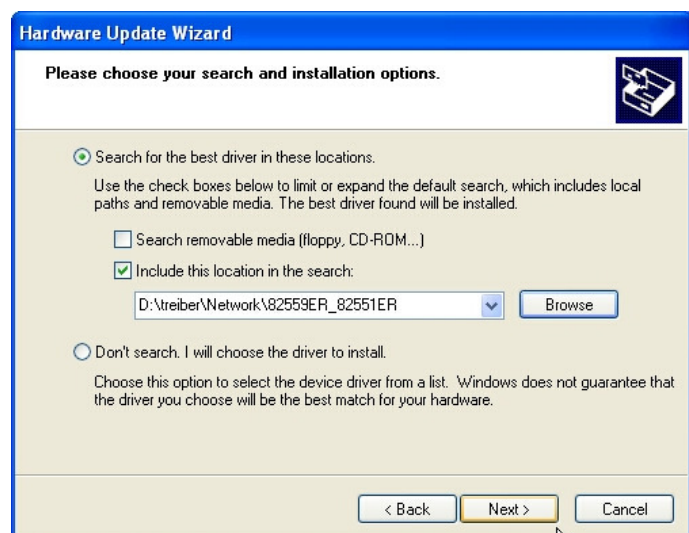 Hardware Update Wizard
Please choose your search and installation options.
Search for the best driver in these locations.
Use the check boxes below to limit or expand the default search, which includes local
paths and removable media. The best driver found will be installed.
Search removable media (floppy, CD-ROM...)
Include this location in the search:
D:\treiber\Network\82559ER_82551ER
Browse
Don't search. I will choose the driver to install.
Choose this option to select the device driver from a list. Windows does not guarantee that
the driver you choose will be the best match for your hardware.
< Back
Next >
Cancel